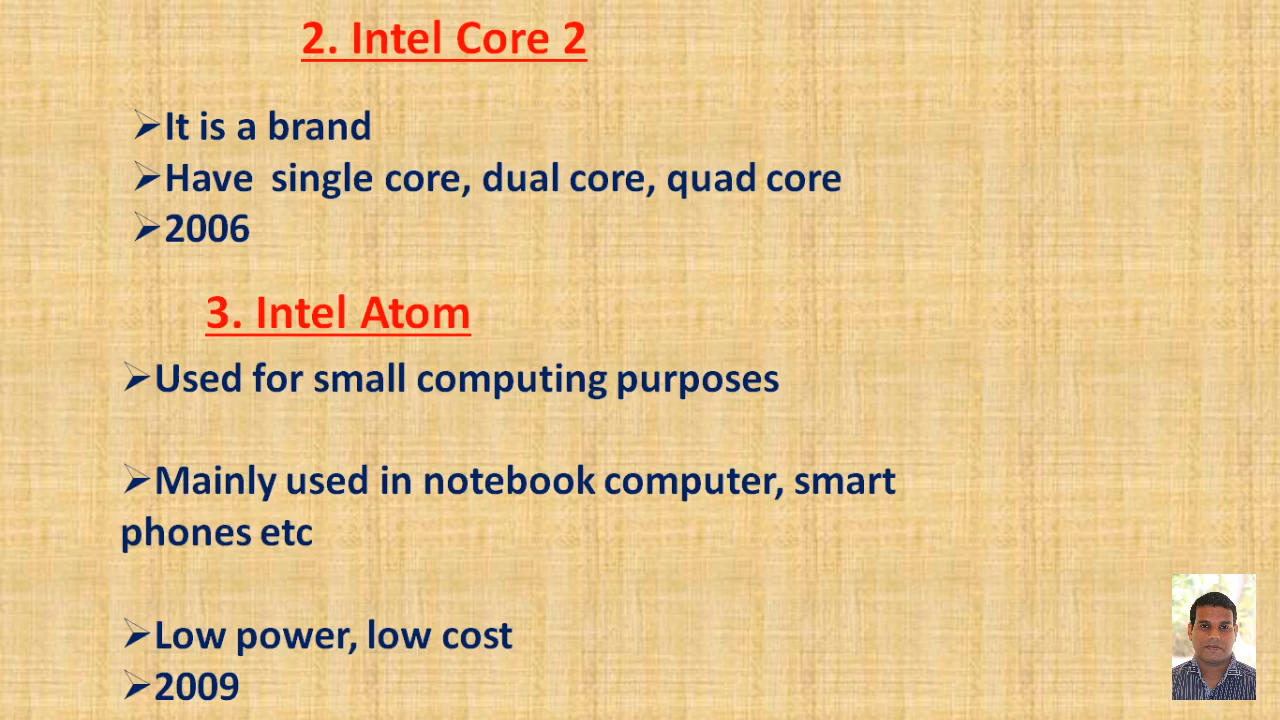 2. Intel Core 2
➢It is a brand
➢Have single core, dual core, quad core
➢2006
3. Intel Atom
➢Used for small computing purposes
➢Mainly used in notebook computer, smart
phones etc
➢Low power, low cost
➢2009